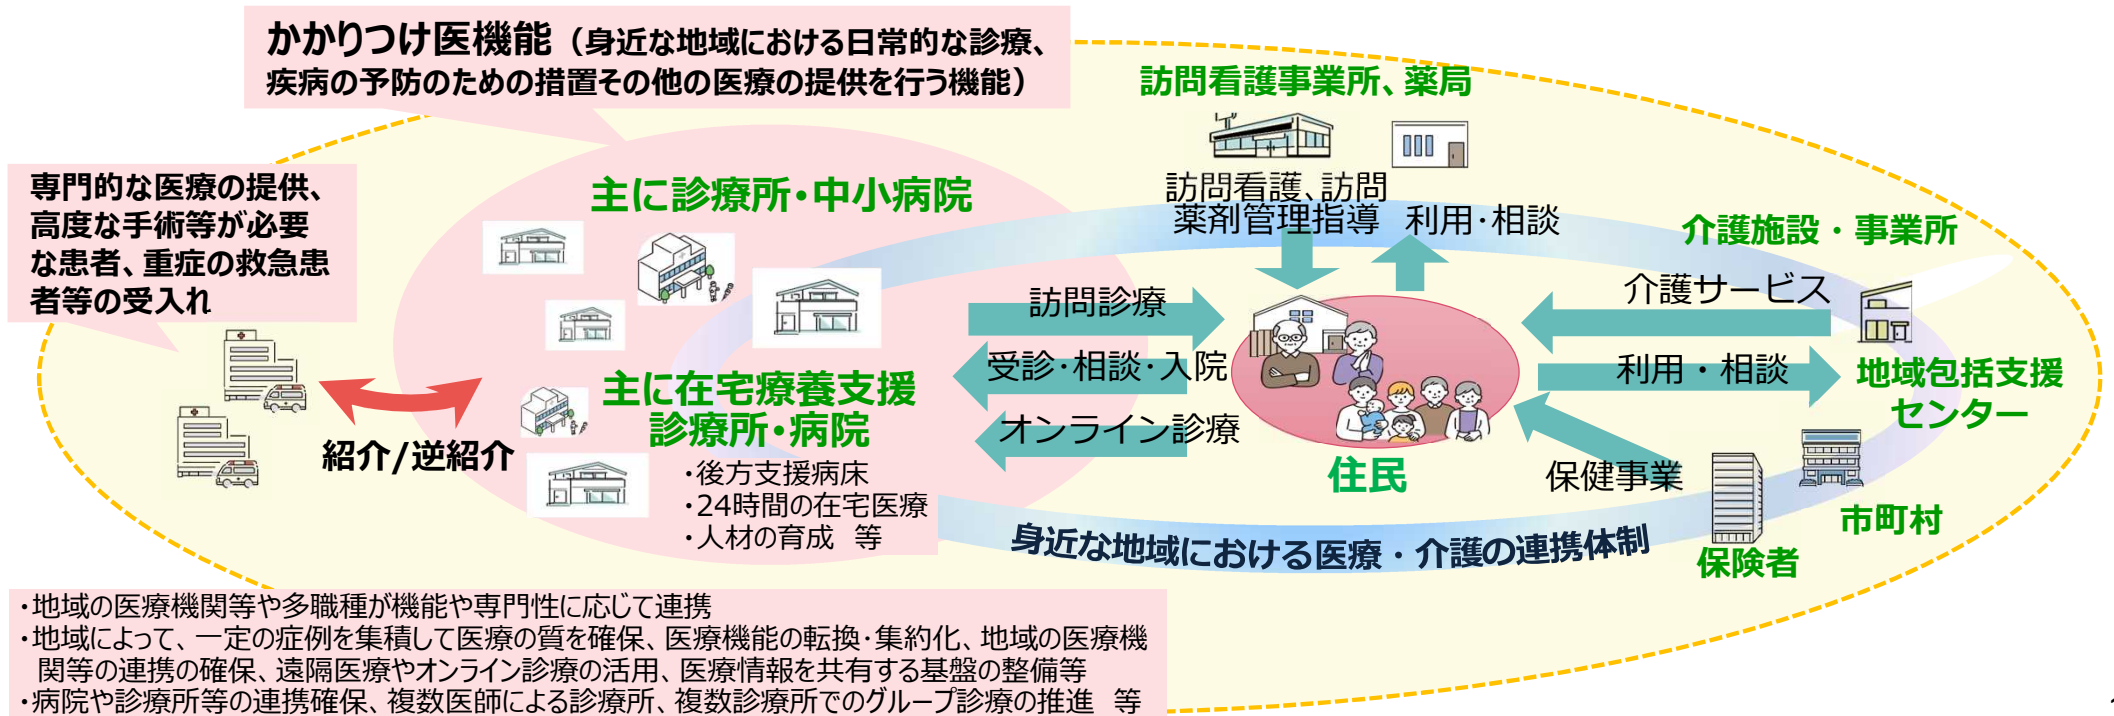 かかりつけ医機能（身近な地域における日常的な診療、
疾病の予防のための措置その他の医療の提供を行う機能）
訪問看護事業所、薬局
専門的な医療の提供、
高度な手術等が必要
な患者、重症の救急患
者等の受入れ
主に診療所・中小病院
訪問看護、訪問
薬剤管理指導
利用・相談
介護施設・事業所
訪問診療
介護サービス
受診・相談・入院
利用・相談
主に在宅療養支援
診療所・病院
地域包括支援
センター
オンライン診療
紹介/逆紹介
・後方支援病床
・24時間の在宅医療
・人材の育成 等
住民
保健事業
市町村
身近な地域における医療・介護の連携体制
保険者
・地域の医療機関等や多職種が機能や専門性に応じて連携
・地域によって、一定の症例を集積して医療の質を確保、医療機能の転換・集約化、地域の医療機
関等の連携の確保、遠隔医療やオンライン診療の活用、医療情報を共有する基盤の整備等
・病院や診療所等の連携確保、複数医師による診療所、複数診療所でのグループ診療の推進 等